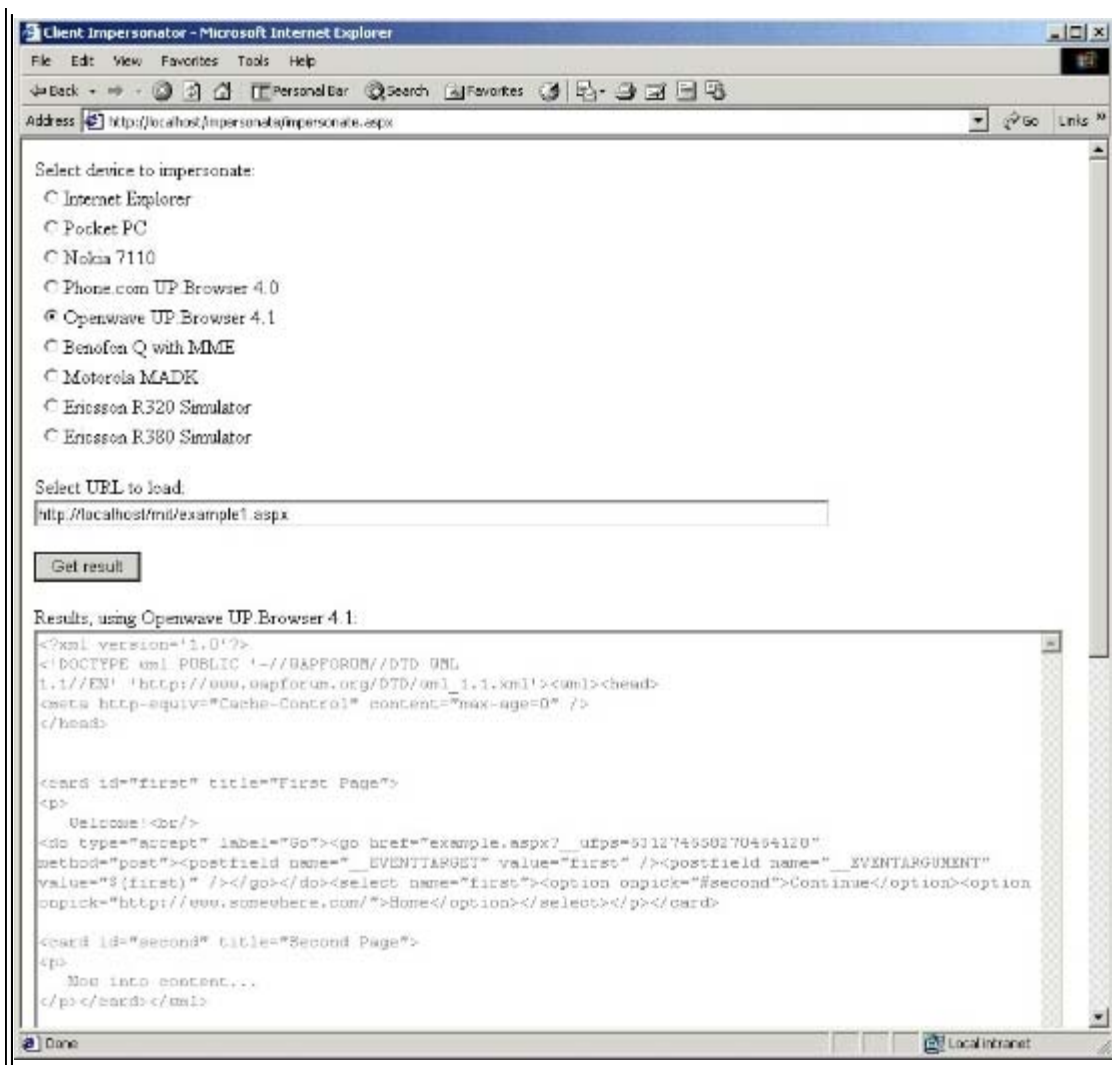 Client Impersonator - Microsoft Internet Explorer
File Edit View Favorites Tools Help
Back Personal Bar Search Favorites
Address http://localhost/impersonate/impersonate.aspx Go Links »
Select device to impersonate:
Internet Explorer
Pocket PC
Nokia 7110
Phone.com UP.Browser 4.0
Openwave UP.Browser 4.1
Benefon Q with MME
Motorola MADK
Ericsson R320 Simulator
Ericsson R380 Simulator
Select URL to load:
http://localhost/mit/example1.aspx
Get result
Results, using Openwave UP.Browser 4.1:
<?xml version='1.0'?>
<!DOCTYPE wml PUBLIC '-//WAPFORUM//DTD WML
1.1//EN' 'http://www.wapforum.org/DTD/wml_1.1.xml'><wml><head>
<meta http-equiv="Cache-Control" content="max-age=0" />
</head>
<card id="first" title="First Page">
<p>
Welcome!<br/>
<do type="accept" label="Go"><go href="example.aspx?__ufps=
method="post"><postfield name="__EVENTTARGET" value="first" /><postfield name="__EVENTARGUMENT"
value="$(first)" /></go></do><select name="first"><option onpick="#second">Continue</option><option
onpick="http://www.somewhere.com/">Home</option></select></p></card>
<card id="second" title="Second Page">
<p>
Now into content...
</p></card></wml>
Done Local intranet